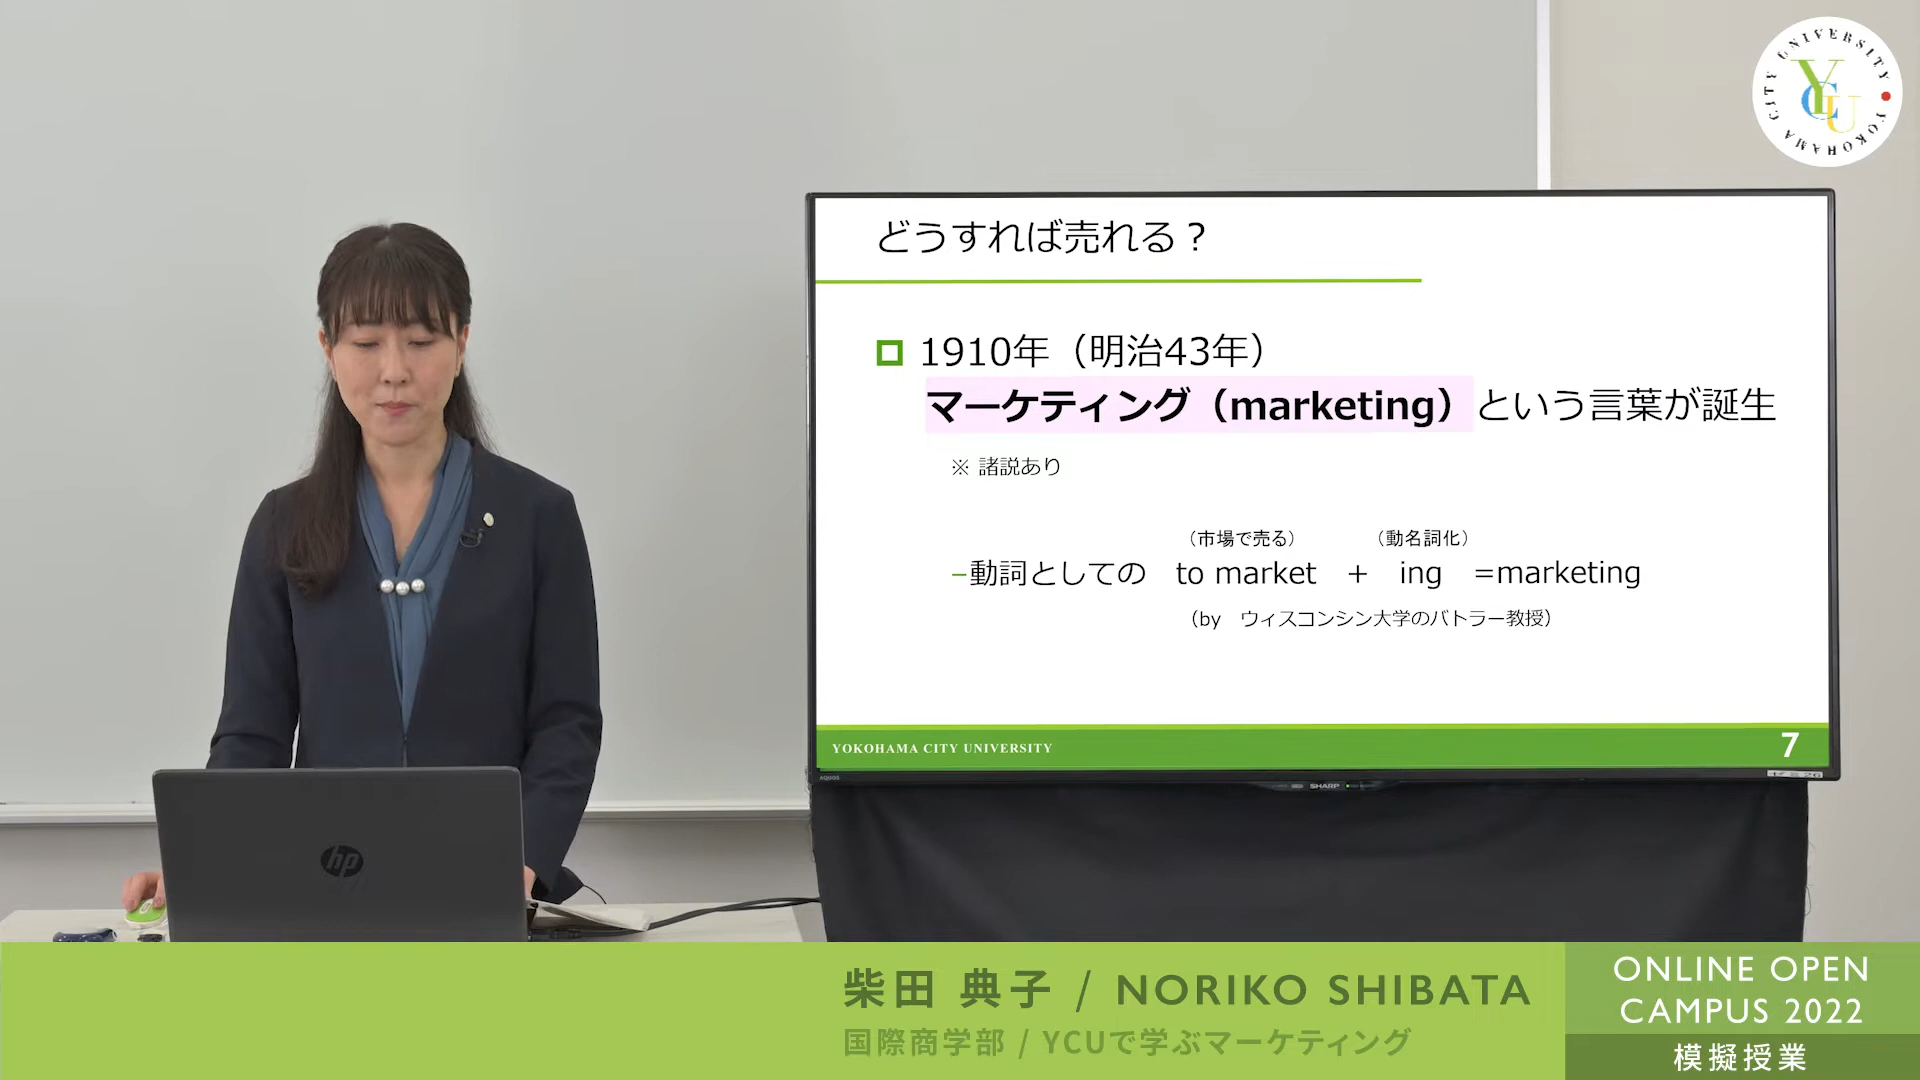 YOKOHAMA CITY UNIVERSITY
YCU
どうすれば売れる？
1910年（明治43年）
マーケティング（marketing）という言葉が誕生
※ 諸説あり
（市場で売る）　（動名詞化）
–動詞としての　to market　+　ing　=marketing
（by　ウィスコンシン大学のバトラー教授）
YOKOHAMA CITY UNIVERSITY
7
AQUOS
SHARP
hp
柴田 典子 / NORIKO SHIBATA
国際商学部 / YCUで学ぶマーケティング
ONLINE OPEN
CAMPUS 2022
模擬授業